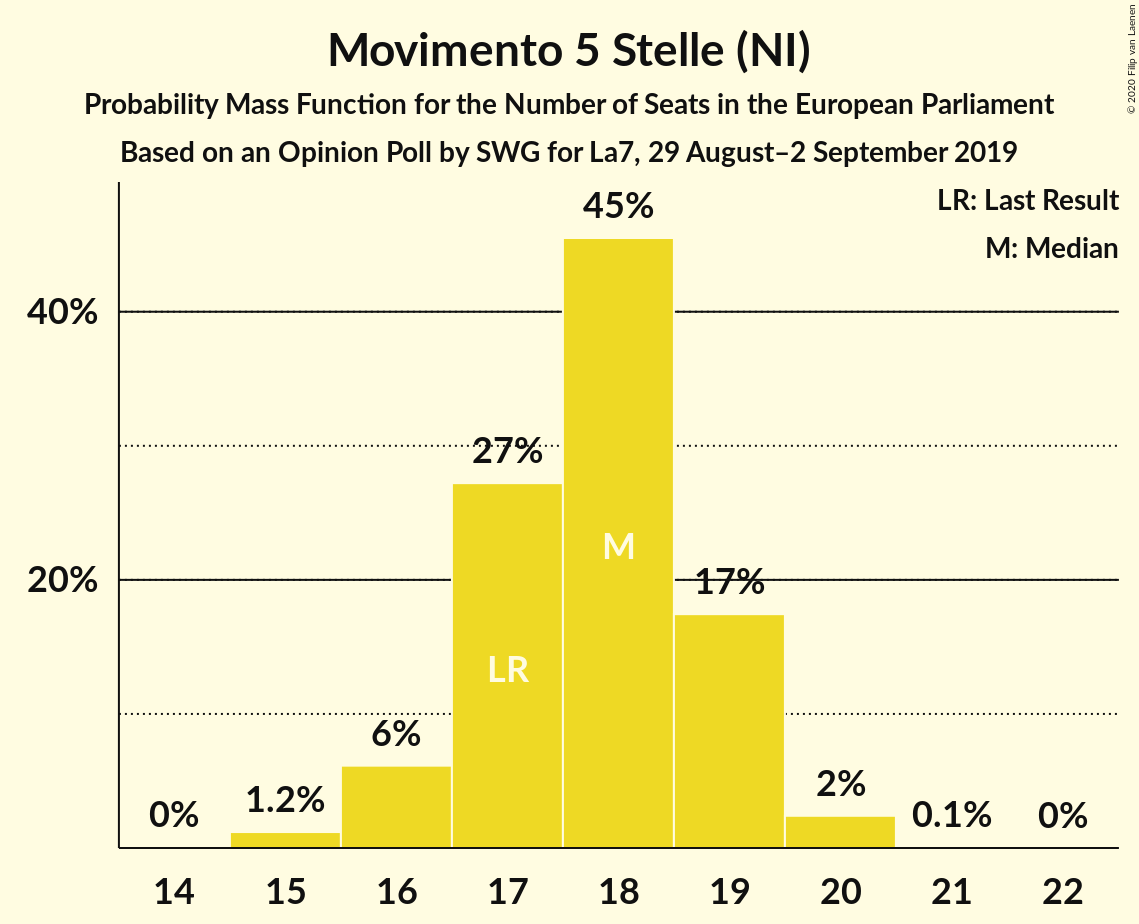 Movimento 5 Stelle (NI)
Probability Mass Function for the Number of Seats in the European Parliament
Based on an Opinion Poll by SWG for La7, 29 August–2 September 2019
© 2020 Filip van Laenen
LR: Last Result
M: Median
45%
40%
27%
M
20%
17%
LR
6%
2%
1.2%
0%
0.1%
0%
14 15 16 17 18 19 20 21 22